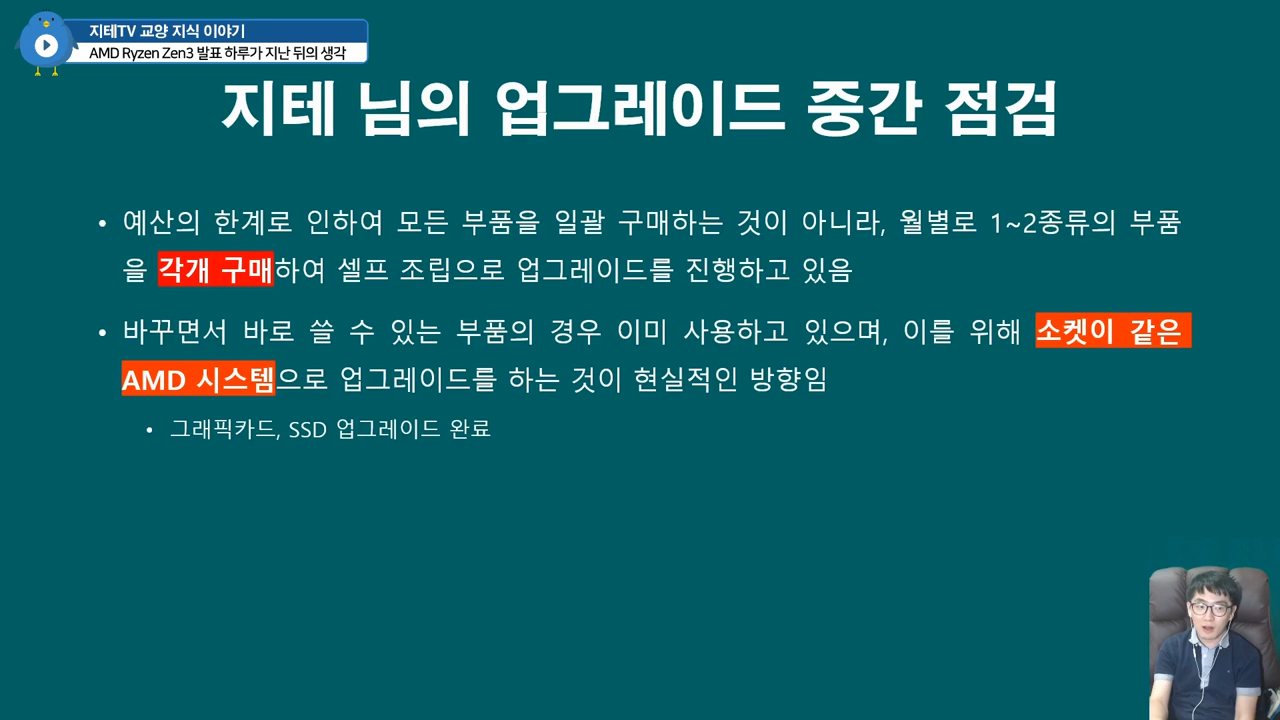 지테TV 교양 지식 이야기
AMD Ryzen Zen3 발표 하루가 지난 뒤의 생각
지테 님의 업그레이드 중간 점검
• 예산의 한계로 인하여 모든 부품을 일괄 구매하는 것이 아니라, 월별로 1~2종류의 부품
을 각개 구매하여 셀프 조립으로 업그레이드를 진행하고 있음
• 바꾸면서 바로 쓸 수 있는 부품의 경우 이미 사용하고 있으며, 이를 위해 소켓이 같은
AMD 시스템으로 업그레이드를 하는 것이 현실적인 방향임
• 그래픽카드, SSD 업그레이드 완료